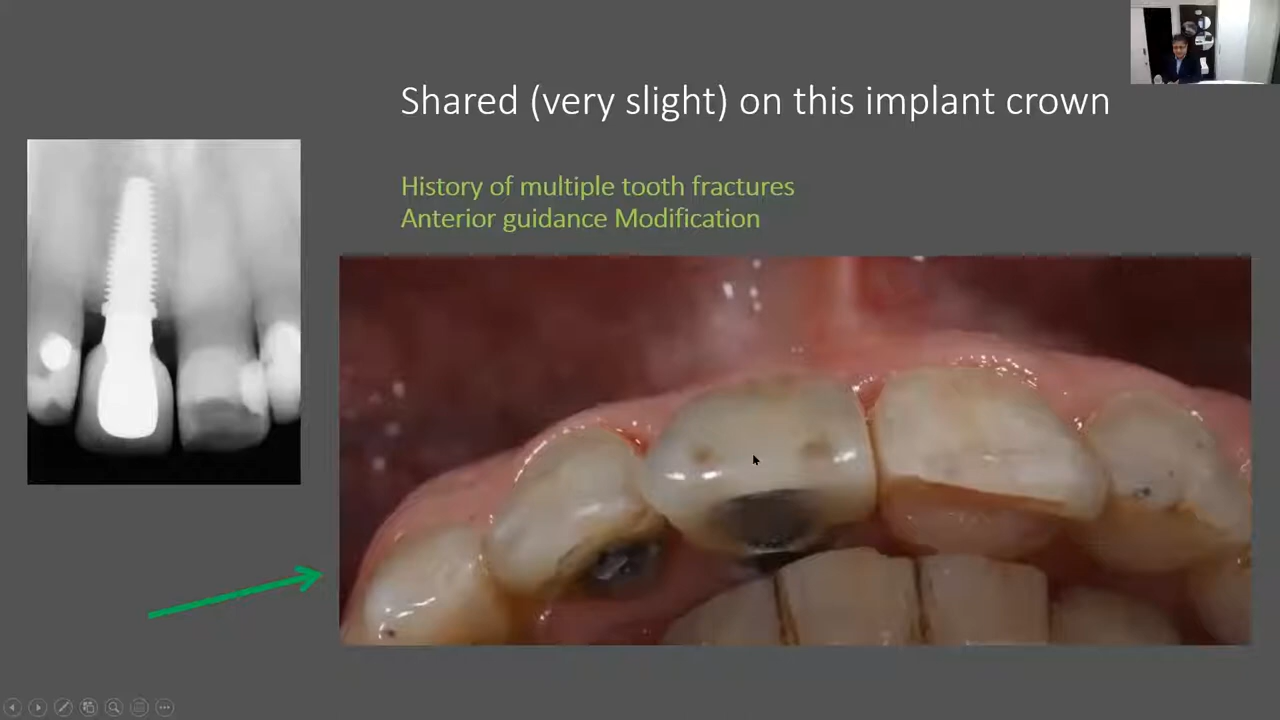 Shared (very slight) on this implant crown
History of multiple tooth fractures
Anterior guidance Modification